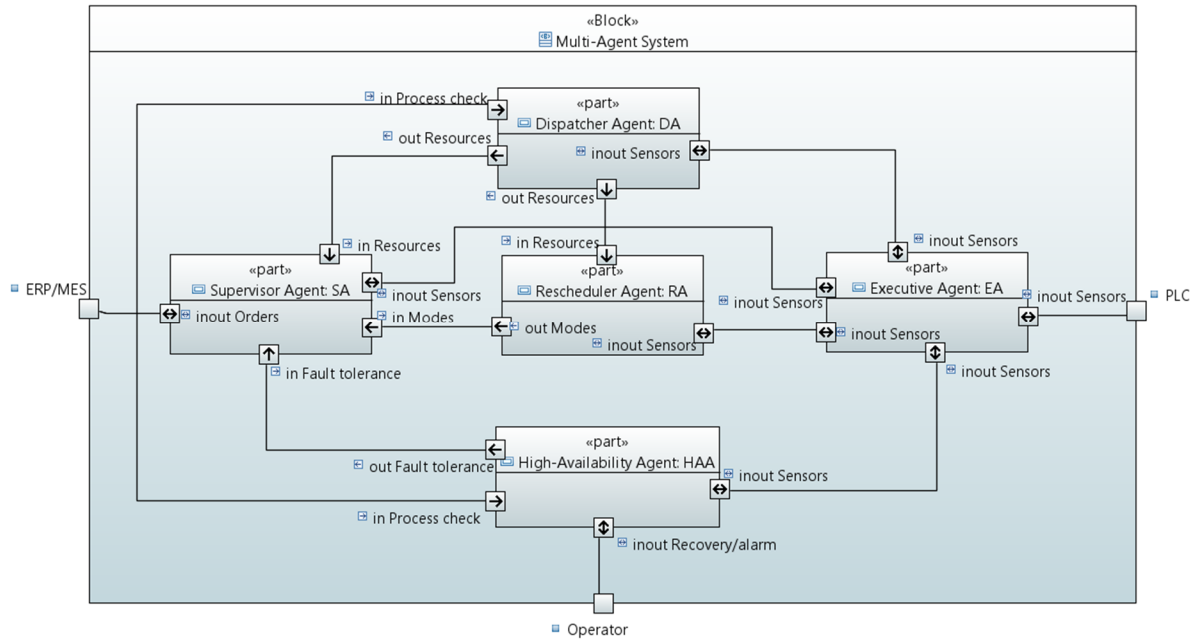 «Block»
Multi-Agent System
in Process check
«part»
Dispatcher Agent: DA
out Resources
inout Sensors
out Resources
in Resources
in Resources
inout Sensors
«part»
Supervisor Agent: SA
«part»
Rescheduler Agent: RA
«part»
Executive Agent: EA
ERP/MES
inout Sensors
inout Sensors
inout Sensors
PLC
inout Orders
in Modes
out Modes
inout Sensors
inout Sensors
in Fault tolerance
inout Sensors
«part»
High-Availability Agent: HAA
out Fault tolerance
inout Sensors
in Process check
inout Recovery/alarm
Operator